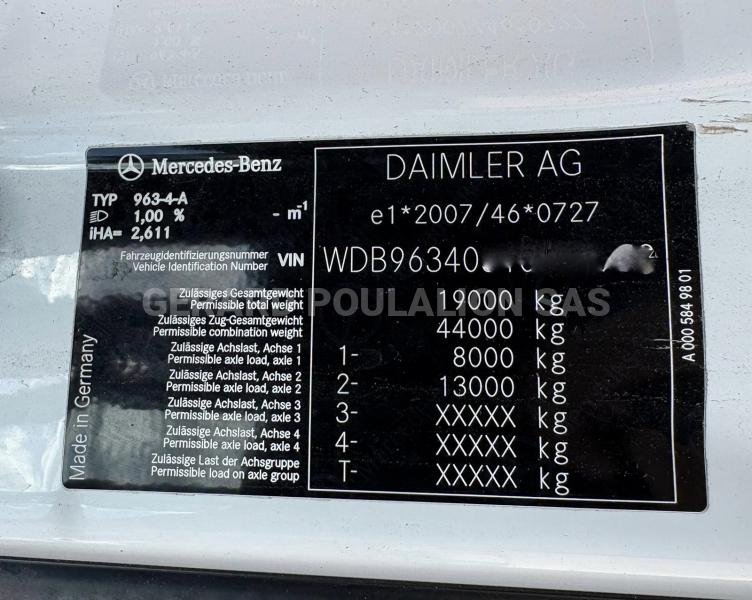 Mercedes-Benz
TYP 963-4-A
1,00 % - m-1
iHA= 2,611
DAIMLER AG
e1*2007/46*0727
Fahrzeugidentifizierungsnummer
Vehicle Identification Number VIN WDB96340
GERARD POULALION SAS
Zulässiges Gesamtgewicht
Permissible total weight 19000 kg
Zulässiges Zug-Gesamtgewicht
Permissible combination weight 44000 kg
Zulässige Achslast, Achse 1
Permissible axle load, axle 1 1- 8000 kg
Zulässige Achslast, Achse 2
Permissible axle load, axle 2 2- 13000 kg
Zulässige Achslast, Achse 3
Permissible axle load, axle 3 3- XXXXX kg
Zulässige Achslast, Achse 4
Permissible axle load, axle 4 4- XXXXX kg
Zulässige Last der Achsgruppe
Permissible load on axle group T- XXXXX kg
Made in Germany
A 000 584 98 01